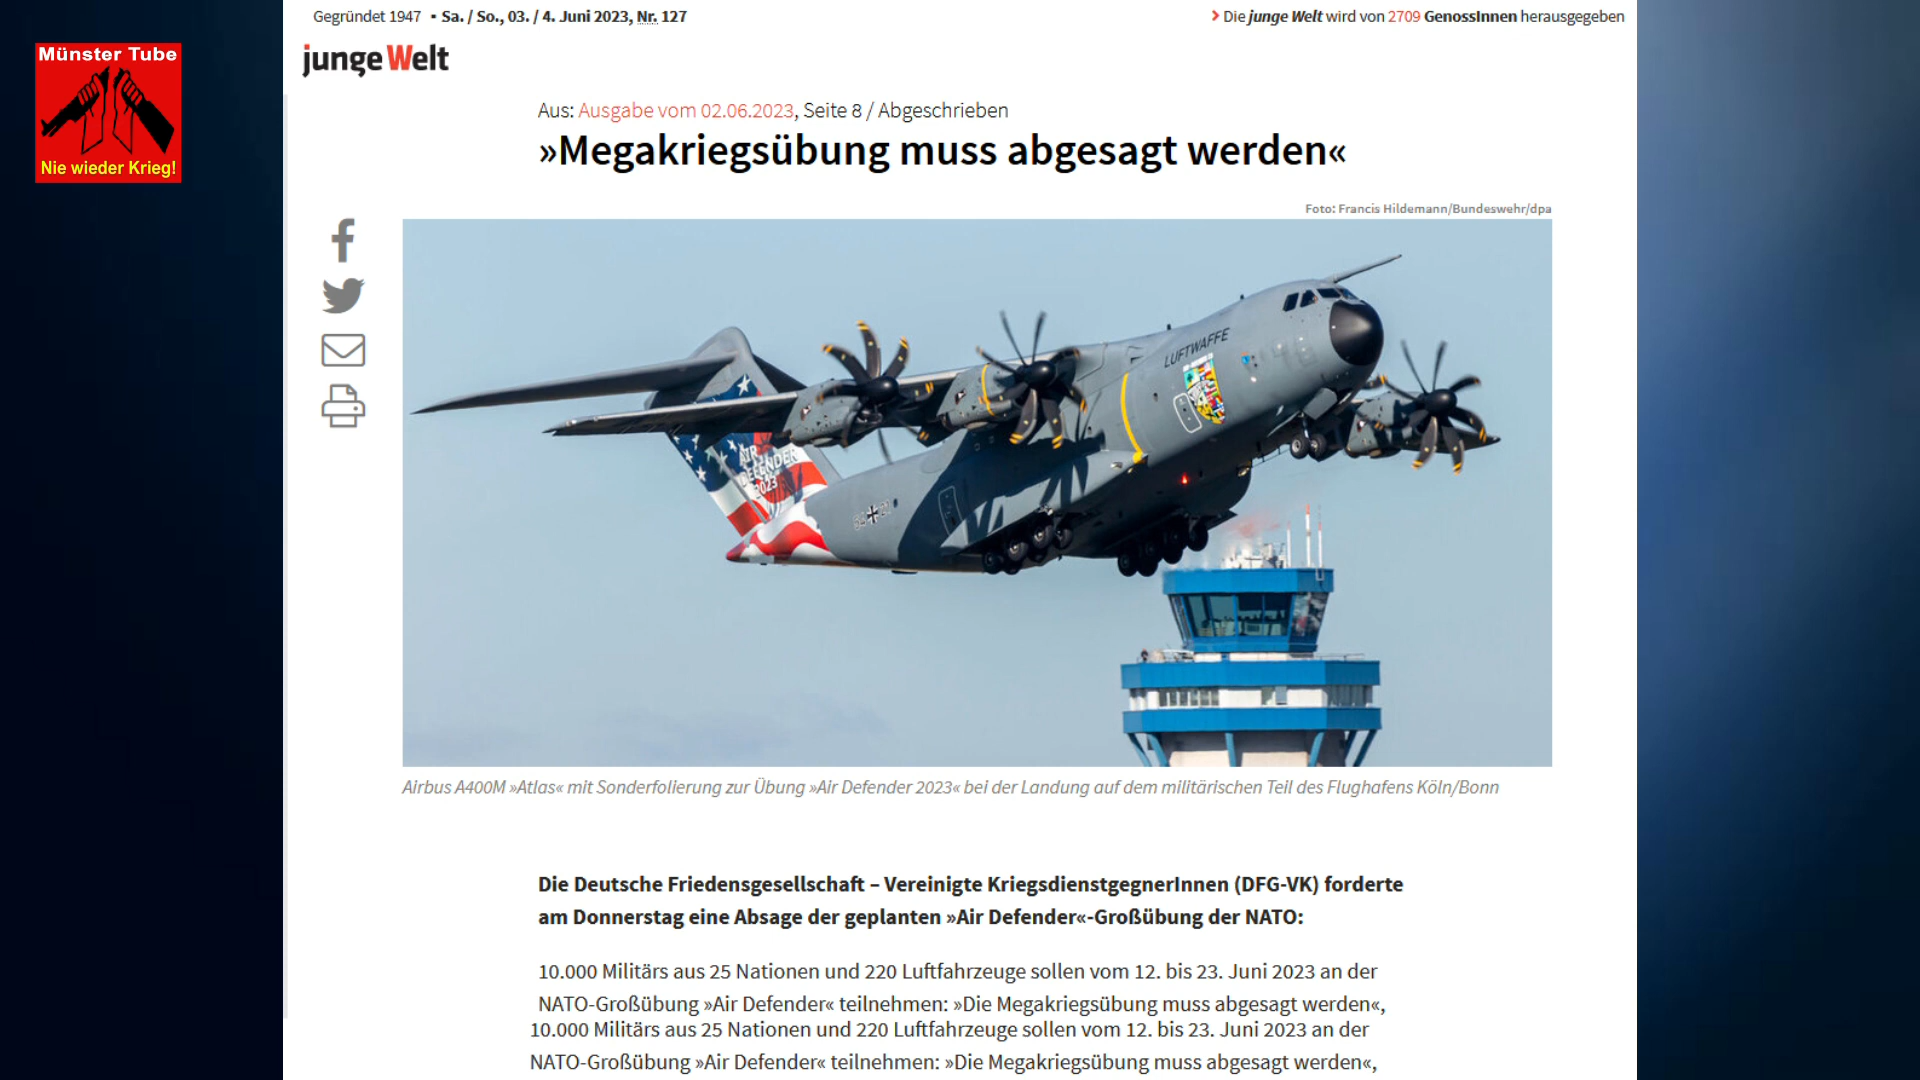 Münster Tube
Nie wieder Krieg!
Gegründet 1947 • Sa. / So., 03. / 4. Juni 2023, Nr. 127
Die junge Welt wird von 2709 GenossInnen herausgegeben
junge Welt
Aus: Ausgabe vom 02.06.2023, Seite 8 / Abgeschrieben
»Megakriegsübung muss abgesagt werden«
Foto: Francis Hildemann/Bundeswehr/dpa
LUFTWAFFE
AIR
DEFENDER
2023
Airbus A400M »Atlas« mit Sonderfolierung zur Übung »Air Defender 2023« bei der Landung auf dem militärischen Teil des Flughafens Köln/Bonn
Die Deutsche Friedensgesellschaft – Vereinigte KriegsdienstgegnerInnen (DFG-VK) forderte
am Donnerstag eine Absage der geplanten »Air Defender«-Großübung der NATO:
10.000 Militärs aus 25 Nationen und 220 Luftfahrzeuge sollen vom 12. bis 23. Juni 2023 an der
NATO-Großübung »Air Defender« teilnehmen: »Die Megakriegsübung muss abgesagt werden«,
10.000 Militärs aus 25 Nationen und 220 Luftfahrzeuge sollen vom 12. bis 23. Juni 2023 an der
NATO-Großübung »Air Defender« teilnehmen: »Die Megakriegsübung muss abgesagt werden«,